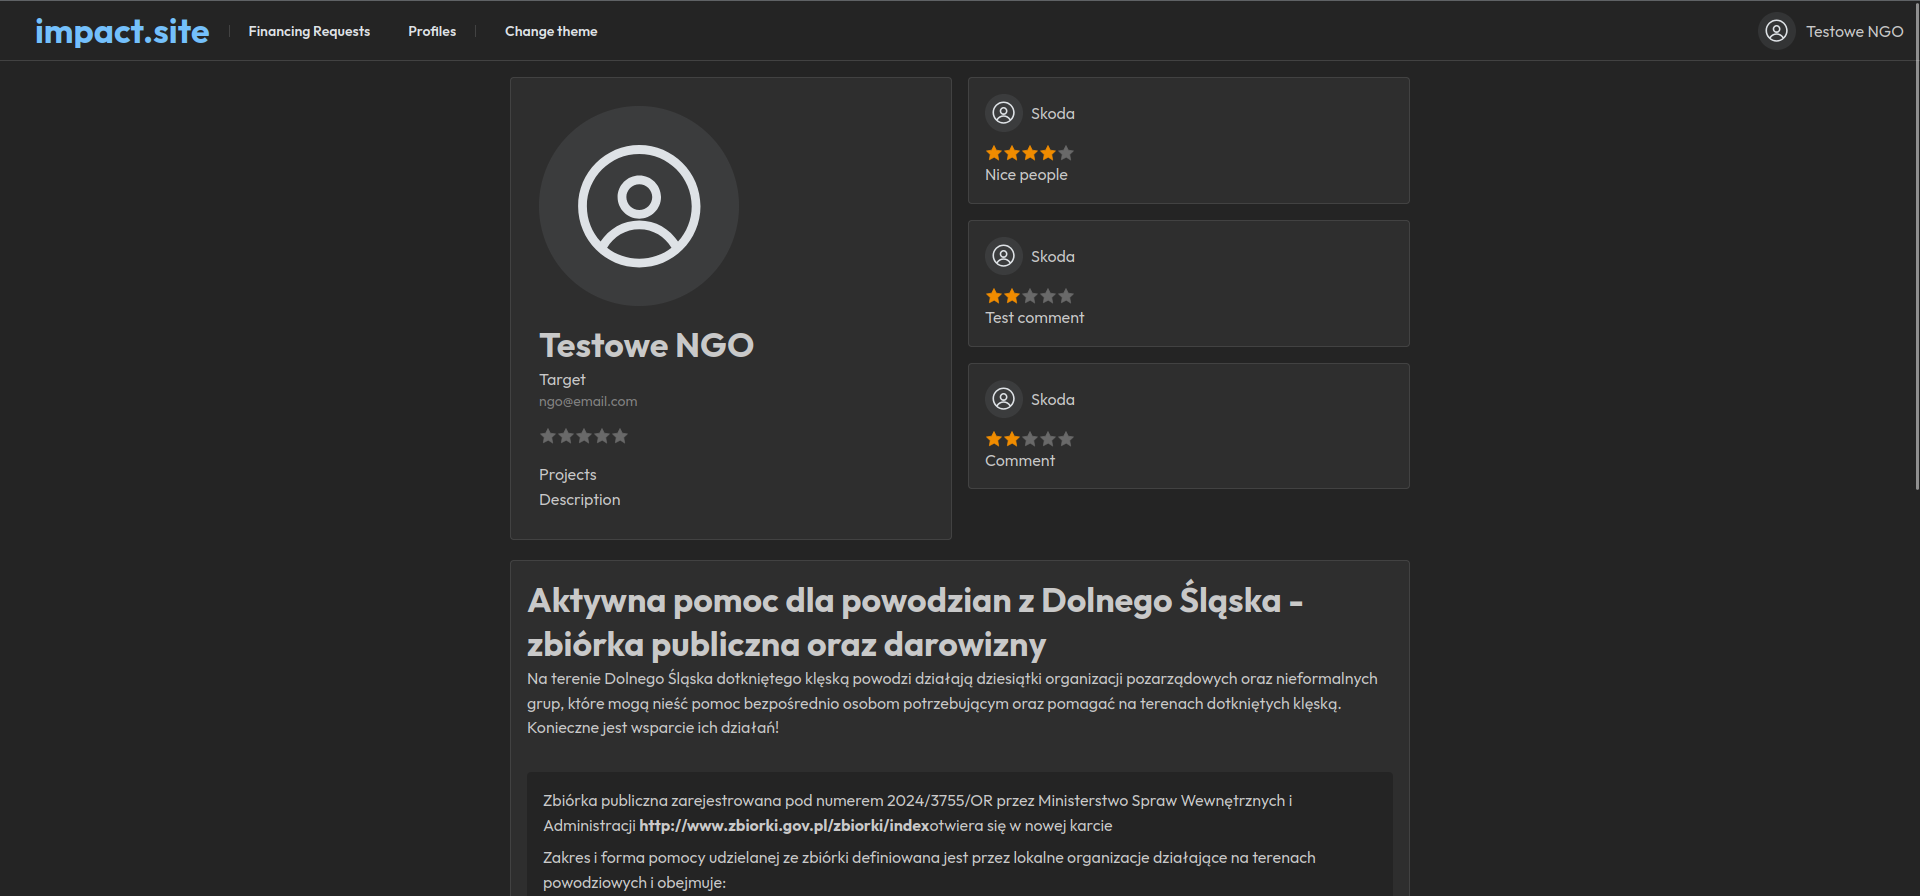 impact.site
Financing Requests
Profiles
Change theme
Testowe NGO
Testowe NGO
Target
ngo@email.com
Projects
Description
Skoda
Nice people
Skoda
Test comment
Skoda
Comment
Aktywna pomoc dla powodzian z Dolnego Śląska -
zbiórka publiczna oraz darowizny
Na terenie Dolnego Śląska dotkniętego klęską powodzi działają dziesiątki organizacji pozarządowych oraz nieformalnych
grup, które mogą nieść pomoc bezpośrednio osobom potrzebującym oraz pomagać na terenach dotkniętych klęską.
Konieczne jest wsparcie ich działań!
Zbiórka publiczna zarejestrowana pod numerem 2024/3755/OR przez Ministerstwo Spraw Wewnętrznych i
Administracji http://www.zbiorki.gov.pl/zbiorki/indexotwiera się w nowej karcie
Zakres i forma pomocy udzielanej ze zbiórki definiowana jest przez lokalne organizacje działające na terenach
powodziowych i obejmuje: